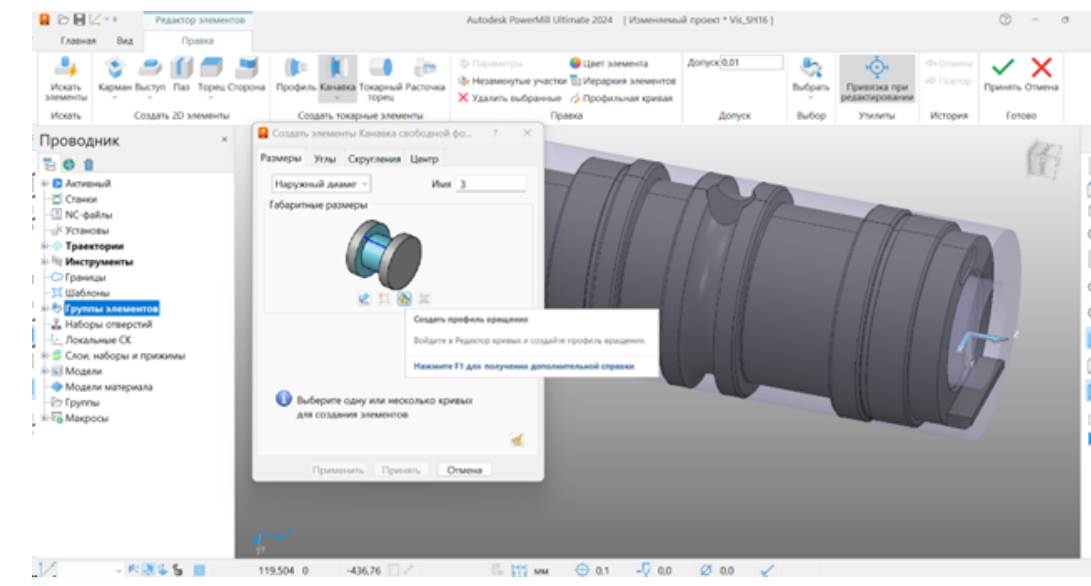 Редактор элементов
Autodesk PowerMill Ultimate 2024 [ Изменяемый проект * Vis_SH16 ]
Главная Вид Правка
Искать элементы
Карман Выступ Паз Торец Сторона
Профиль Канавка Токарный торец Расточка
Параметры
Незамкнутые участки
Удалить выбранные
Цвет элемента
Иерархия элементов
Профильная кривая
Допуск 0,01
Выбрать
Привязка при редактировании
Отмена
Повтор
Принять Отмена
Искать Создать 2D элементы Создать токарные элементы Правка Допуск Выбор Утилиты История Готово
Проводник
Активный
Станки
NC-файлы
Установы
Траектории
Инструменты
Границы
Шаблоны
Группы элементов
Наборы отверстий
Локальные СК
Слои, наборы и прижимы
Модели
Модели материала
Группы
Макросы
Создать элементы Канавка свободной фо... ? ×
Размеры Углы Скругления Центр
Наружный диамет Имя 3
Габаритные размеры
Создать профиль вращения
Войдите в Редактор кривых и создайте профиль вращения.
Нажмите F1 для получения дополнительной справки
Выберите одну или несколько кривых
для создания элементов
Применить Принять Отмена
119,504 0 -436,76 мм 0.1 0,0 0.0